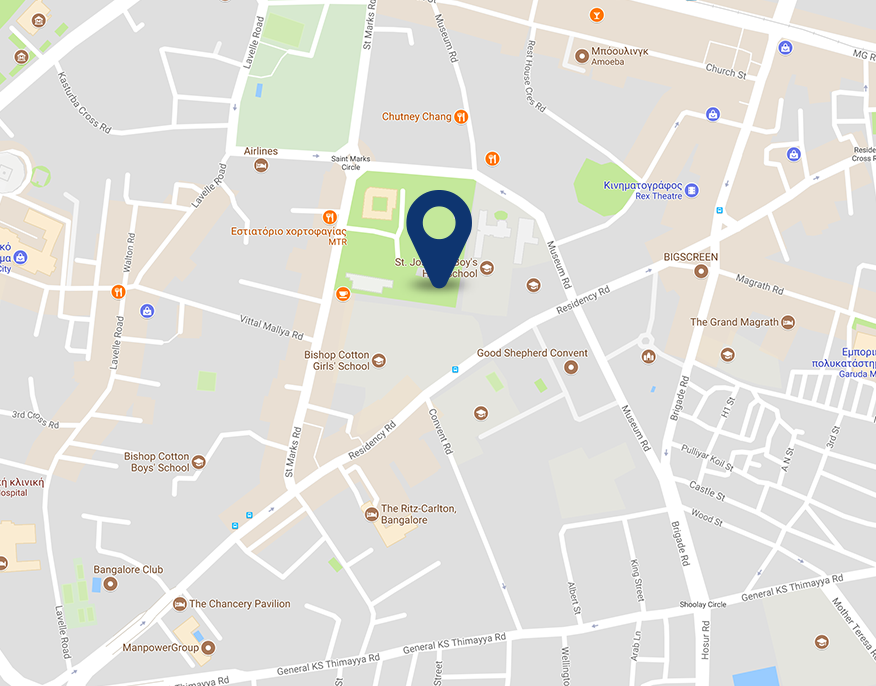 Lavelle Road
St Marks Rd
Museum Rd
Rest House Cres Rd
Μπόουλινγκ
Amoeba
Church St
MG R
Kasturba Cross Rd
Chutney Chang
Airlines
Saint Marks
Circle
Reside
Cross R
Lavelle Road
Κινηματογράφος
Rex Theatre
Εστιατόριο χορτοφαγίας
MTR
κό
μα
City
Walton Rd
St. Jo
Boy's
H
School
Museum Rd
BIGSCREEN
Magrath Rd
Residency Rd
The Grand Magrath
Vittal Mallya Rd
Lavelle Road
Bishop Cotton
Girls' School
Good Shepherd Convent
Εμπορι
πολυκατάστη
Garuda M
Brigade Rd
H1 St
3rd Cross Rd
Convent Rd
Museum Rd
3rd St
St Marks Rd
Residency Rd
Bishop Cotton
Boys' School
Pulliyar Koil St
A N St
κή κλινική
ospital
Castle St
Wood St
The Ritz-Carlton,
Bangalore
Brigade Rd
Bangalore Club
King Street
Albert St
General KS Thimayya Rd
The Chancery Pavilion
Shoolay Circle
Mother Teresa R
Lavelle Road
ManpowerGroup
General KS Thimayya Rd
General KS Thimayya Rd
Hosur Rd
Arab Ln
Wellingto
Street
St